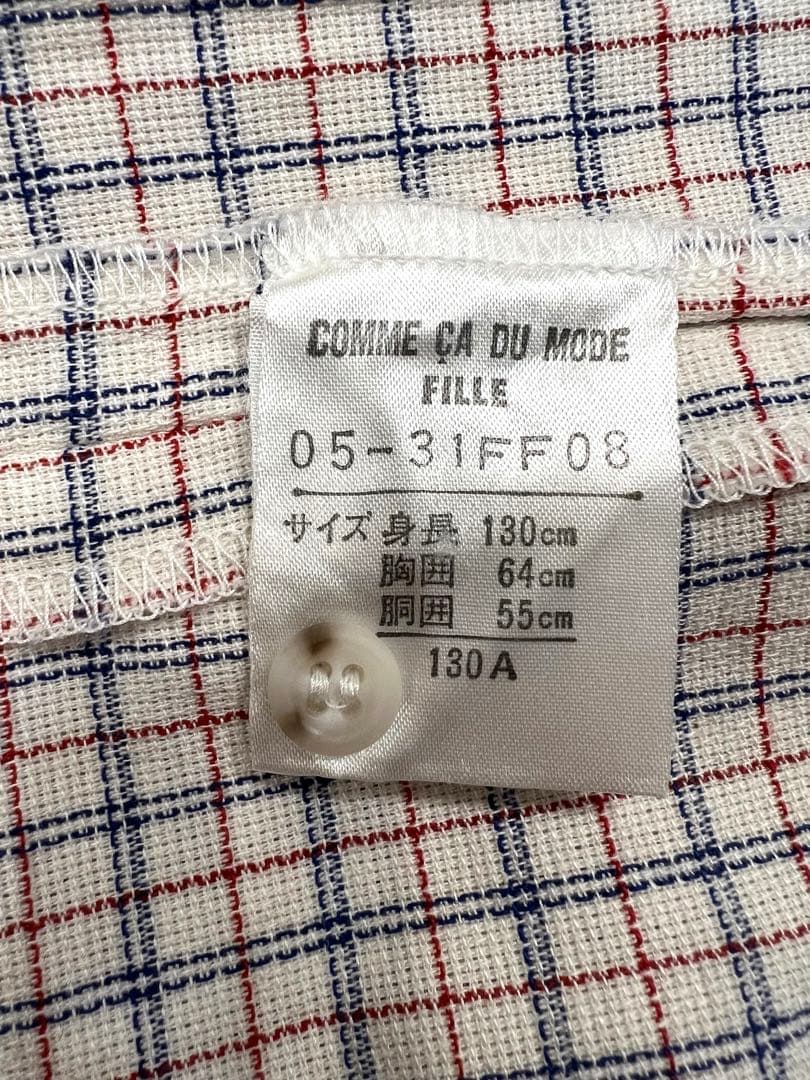 COMME ÇA DU MODE
FILLE
05-31FF08
サイズ 身長 130cm
胸囲 64cm
胴囲 55cm
130A